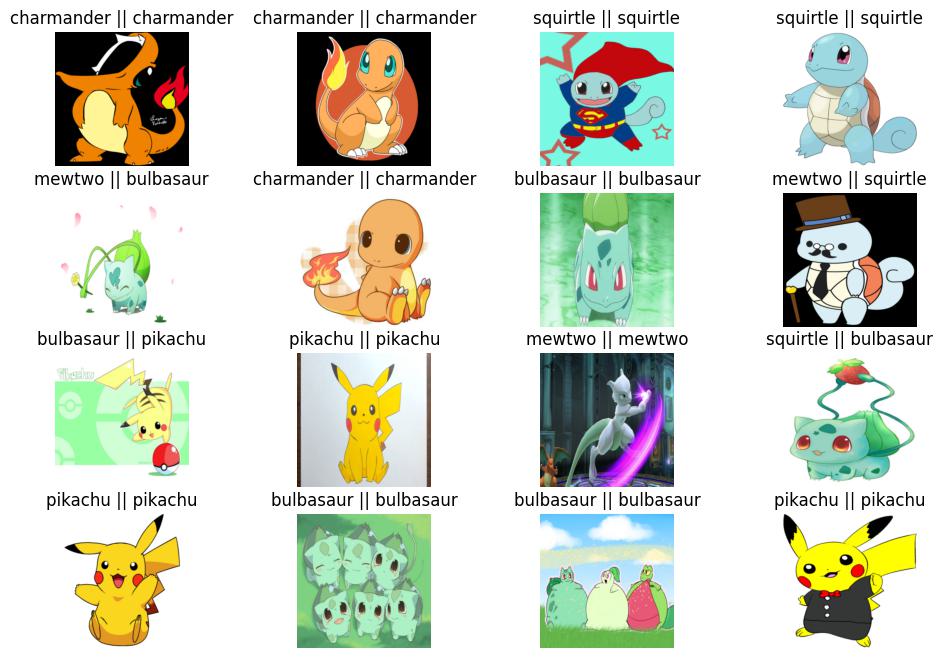 charmander || charmander
charmander || charmander
squirtle || squirtle
squirtle || squirtle
mewtwo || bulbasaur
charmander || charmander
bulbasaur || bulbasaur
mewtwo || squirtle
bulbasaur || pikachu
pikachu || pikachu
mewtwo || mewtwo
squirtle || bulbasaur
Pikachu
pikachu || pikachu
bulbasaur || bulbasaur
bulbasaur || bulbasaur
pikachu || pikachu